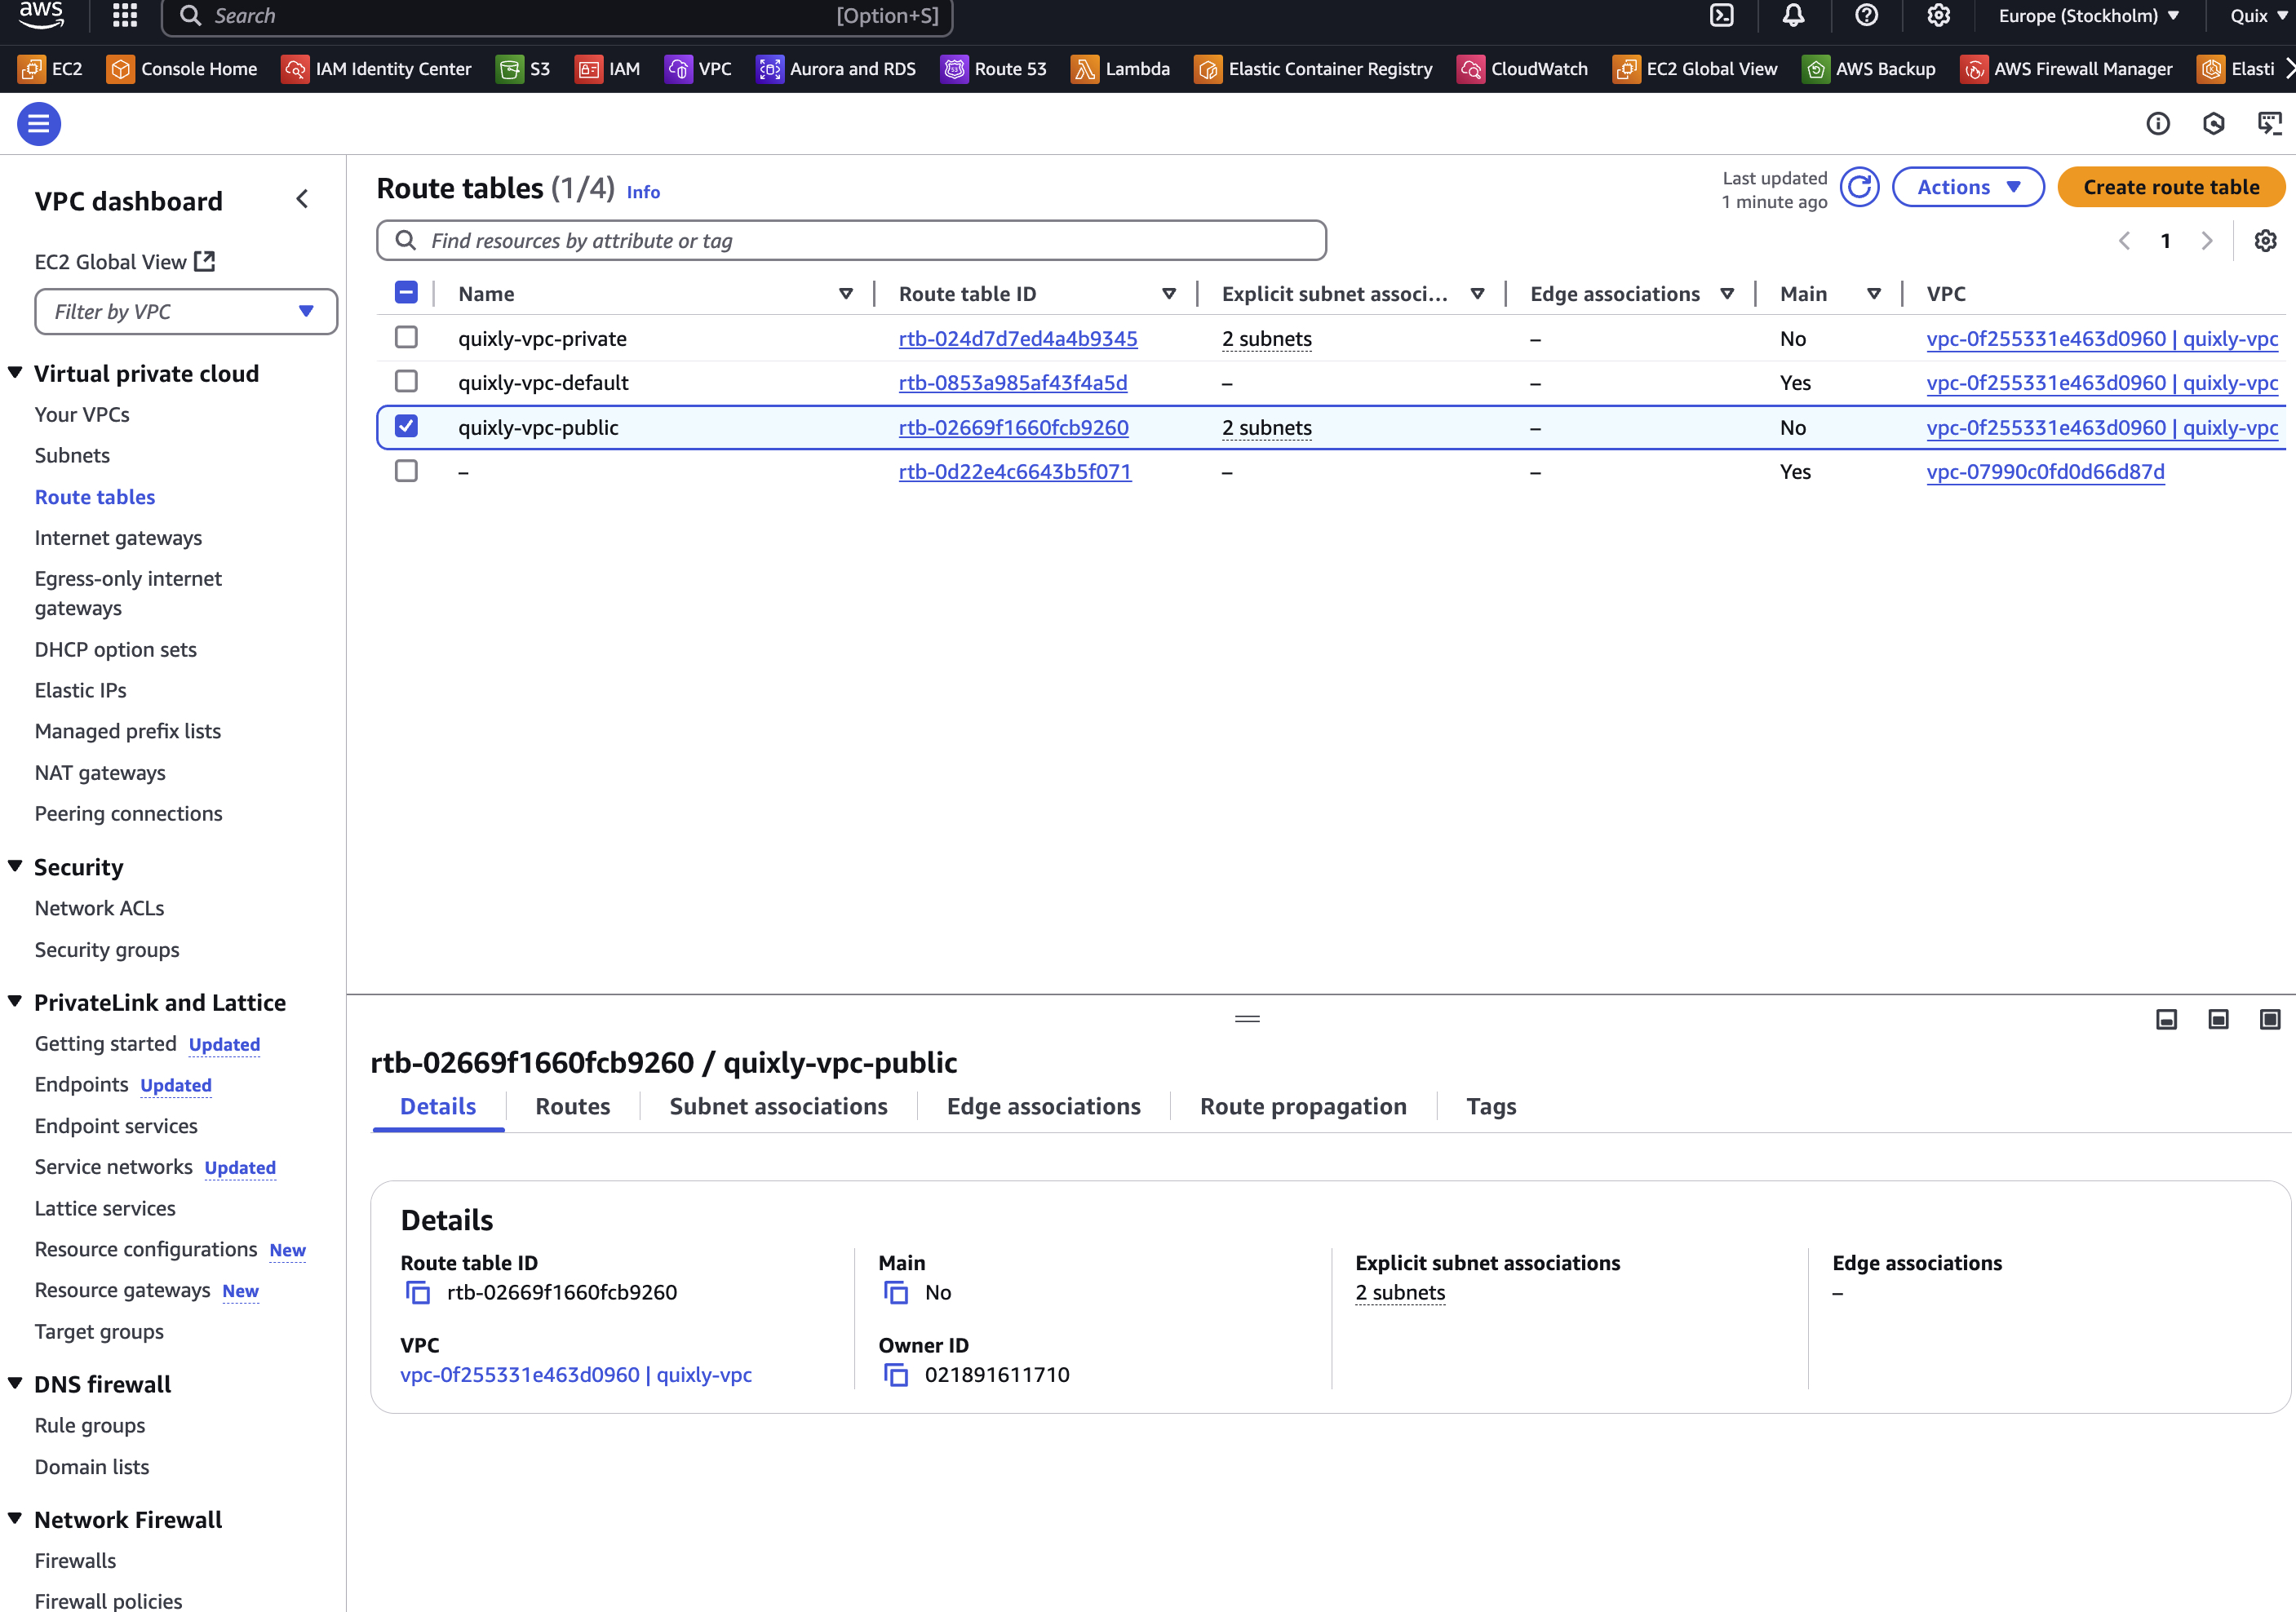 aws
Search [Option+S]
Europe (Stockholm)
Quix
EC2 Console Home IAM Identity Center S3 IAM VPC Aurora and RDS Route 53 Lambda Elastic Container Registry CloudWatch EC2 Global View AWS Backup AWS Firewall Manager Elasti
VPC dashboard
EC2 Global View
Filter by VPC
Virtual private cloud
Your VPCs
Subnets
Route tables
Internet gateways
Egress-only internet
gateways
DHCP option sets
Elastic IPs
Managed prefix lists
NAT gateways
Peering connections
Security
Network ACLs
Security groups
PrivateLink and Lattice
Getting started Updated
Endpoints Updated
Endpoint services
Service networks Updated
Lattice services
Resource configurations New
Resource gateways New
Target groups
DNS firewall
Rule groups
Domain lists
Network Firewall
Firewalls
Firewall policies
Route tables (1/4) Info
Last updated
1 minute ago
Actions
Create route table
Find resources by attribute or tag
1
Name Route table ID Explicit subnet associ... Edge associations Main VPC
quixly-vpc-private rtb-024d7d7ed4a4b9345 2 subnets – No vpc-0f255331e463d0960 | quixly-vpc
quixly-vpc-default rtb-0853a985af43f4a5d – – Yes vpc-0f255331e463d0960 | quixly-vpc
quixly-vpc-public rtb-02669f1660fcb9260 2 subnets – No vpc-0f255331e463d0960 | quixly-vpc
– rtb-0d22e4c6643b5f071 – – Yes vpc-07990c0fd0d66d87d
rtb-02669f1660fcb9260 / quixly-vpc-public
Details Routes Subnet associations Edge associations Route propagation Tags
Details
Route table ID
rtb-02669f1660fcb9260
Main
No
Explicit subnet associations
2 subnets
Edge associations
–
VPC
vpc-0f255331e463d0960 | quixly-vpc
Owner ID
021891611710